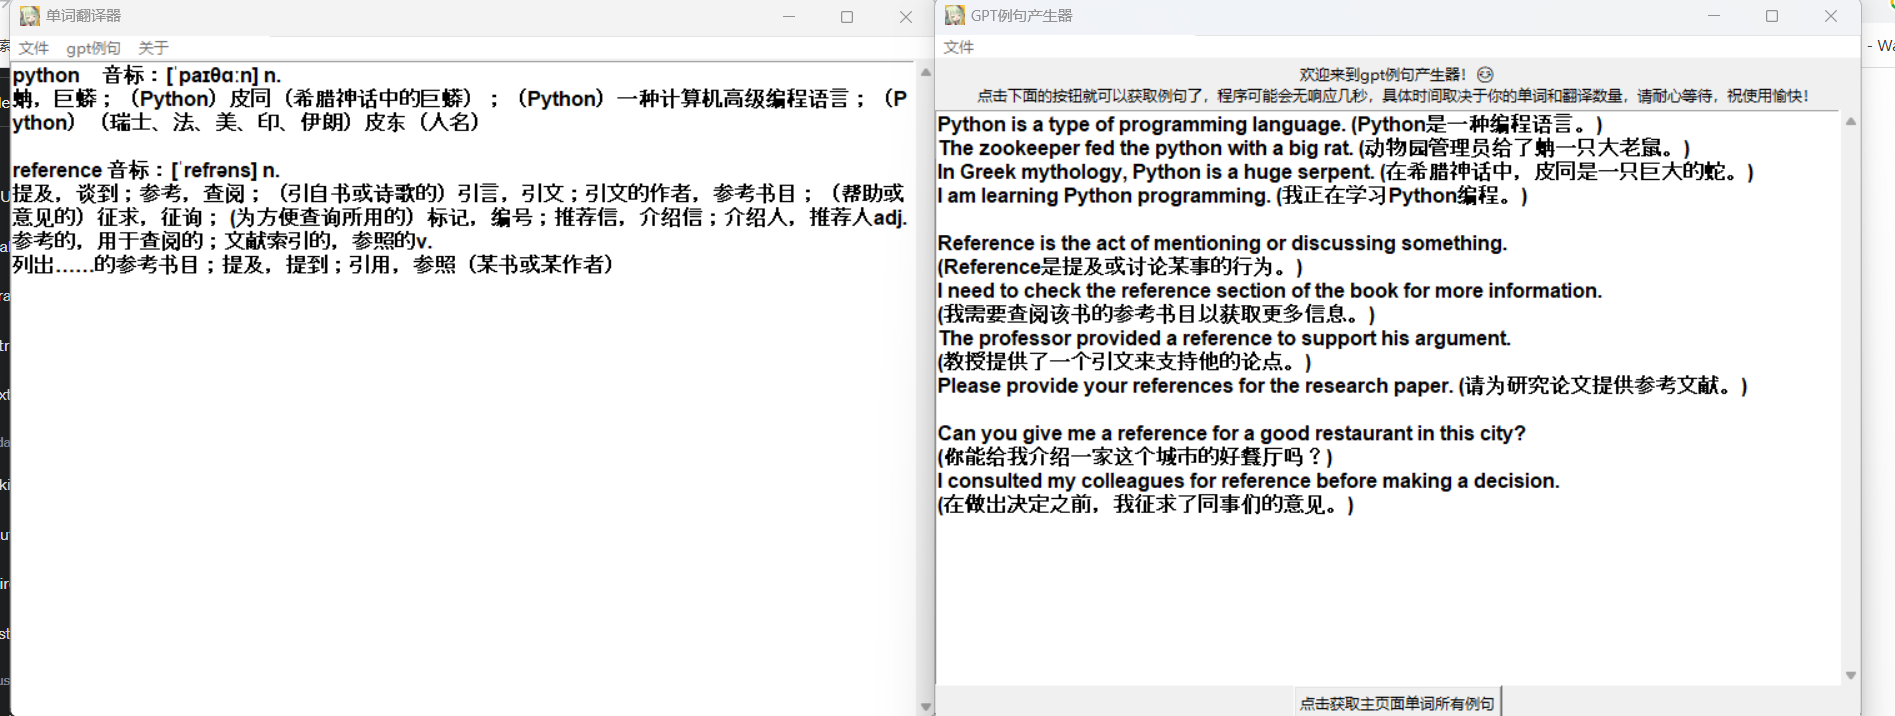 单词翻译器
文件 gpt例句 关于
python 音标：[ˈpaɪθɑːn] n.
蚺，巨蟒；（Python）皮同（希腊神话中的巨蟒）；（Python）一种计算机高级编程语言；（P
ython）（瑞士、法、美、印、伊朗）皮东（人名）
reference 音标：[ˈrefrəns] n.
提及，谈到；参考，查阅；（引自书或诗歌的）引言，引文；引文的作者，参考书目；（帮助或
意见的）征求，征询；(为方便查询所用的）标记，编号；推荐信，介绍信；介绍人，推荐人adj.
参考的，用于查阅的；文献索引的，参照的v.
列出……的参考书目；提及，提到；引用，参照（某书或某作者）
GPT例句产生器
文件
欢迎来到gpt例句产生器！
点击下面的按钮就可以获取例句了，程序可能会无响应几秒，具体时间取决于你的单词和翻译数量，请耐心等待，祝使用愉快！
Python is a type of programming language. (Python是一种编程语言。)
The zookeeper fed the python with a big rat. (动物园管理员给了蚺一只大老鼠。)
In Greek mythology, Python is a huge serpent. (在希腊神话中，皮同是一只巨大的蛇。)
I am learning Python programming. (我正在学习Python编程。)
Reference is the act of mentioning or discussing something.
(Reference是提及或讨论某事的行为。)
I need to check the reference section of the book for more information.
(我需要查阅该书的参考书目以获取更多信息。)
The professor provided a reference to support his argument.
(教授提供了一个引文来支持他的论点。)
Please provide your references for the research paper. (请为研究论文提供参考文献。)
Can you give me a reference for a good restaurant in this city?
(你能给我介绍一家这个城市的好餐厅吗？)
I consulted my colleagues for reference before making a decision.
(在做出决定之前，我征求了同事们的意见。)
点击获取主页面单词所有例句